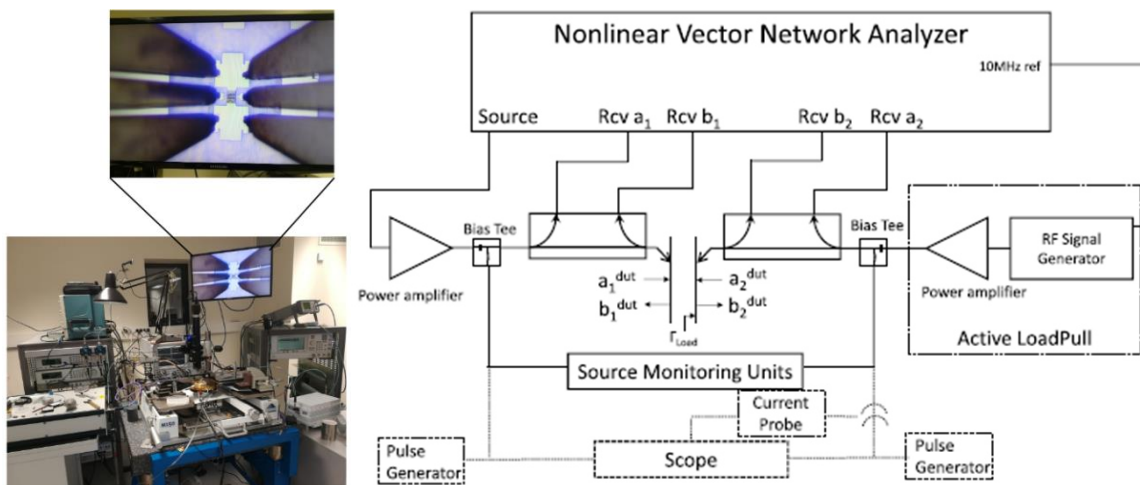 Nonlinear Vector Network Analyzer
10MHz ref
Source
Rcv a1
Rcv b1
Rcv b2
Rcv a2
Bias Tee
Bias Tee
RF Signal
Generator
Power amplifier
Power amplifier
a1dut
a2dut
b1dut
b2dut
ΓLoad
Active LoadPull
Source Monitoring Units
Current
Probe
Pulse
Generator
Scope
Pulse
Generator